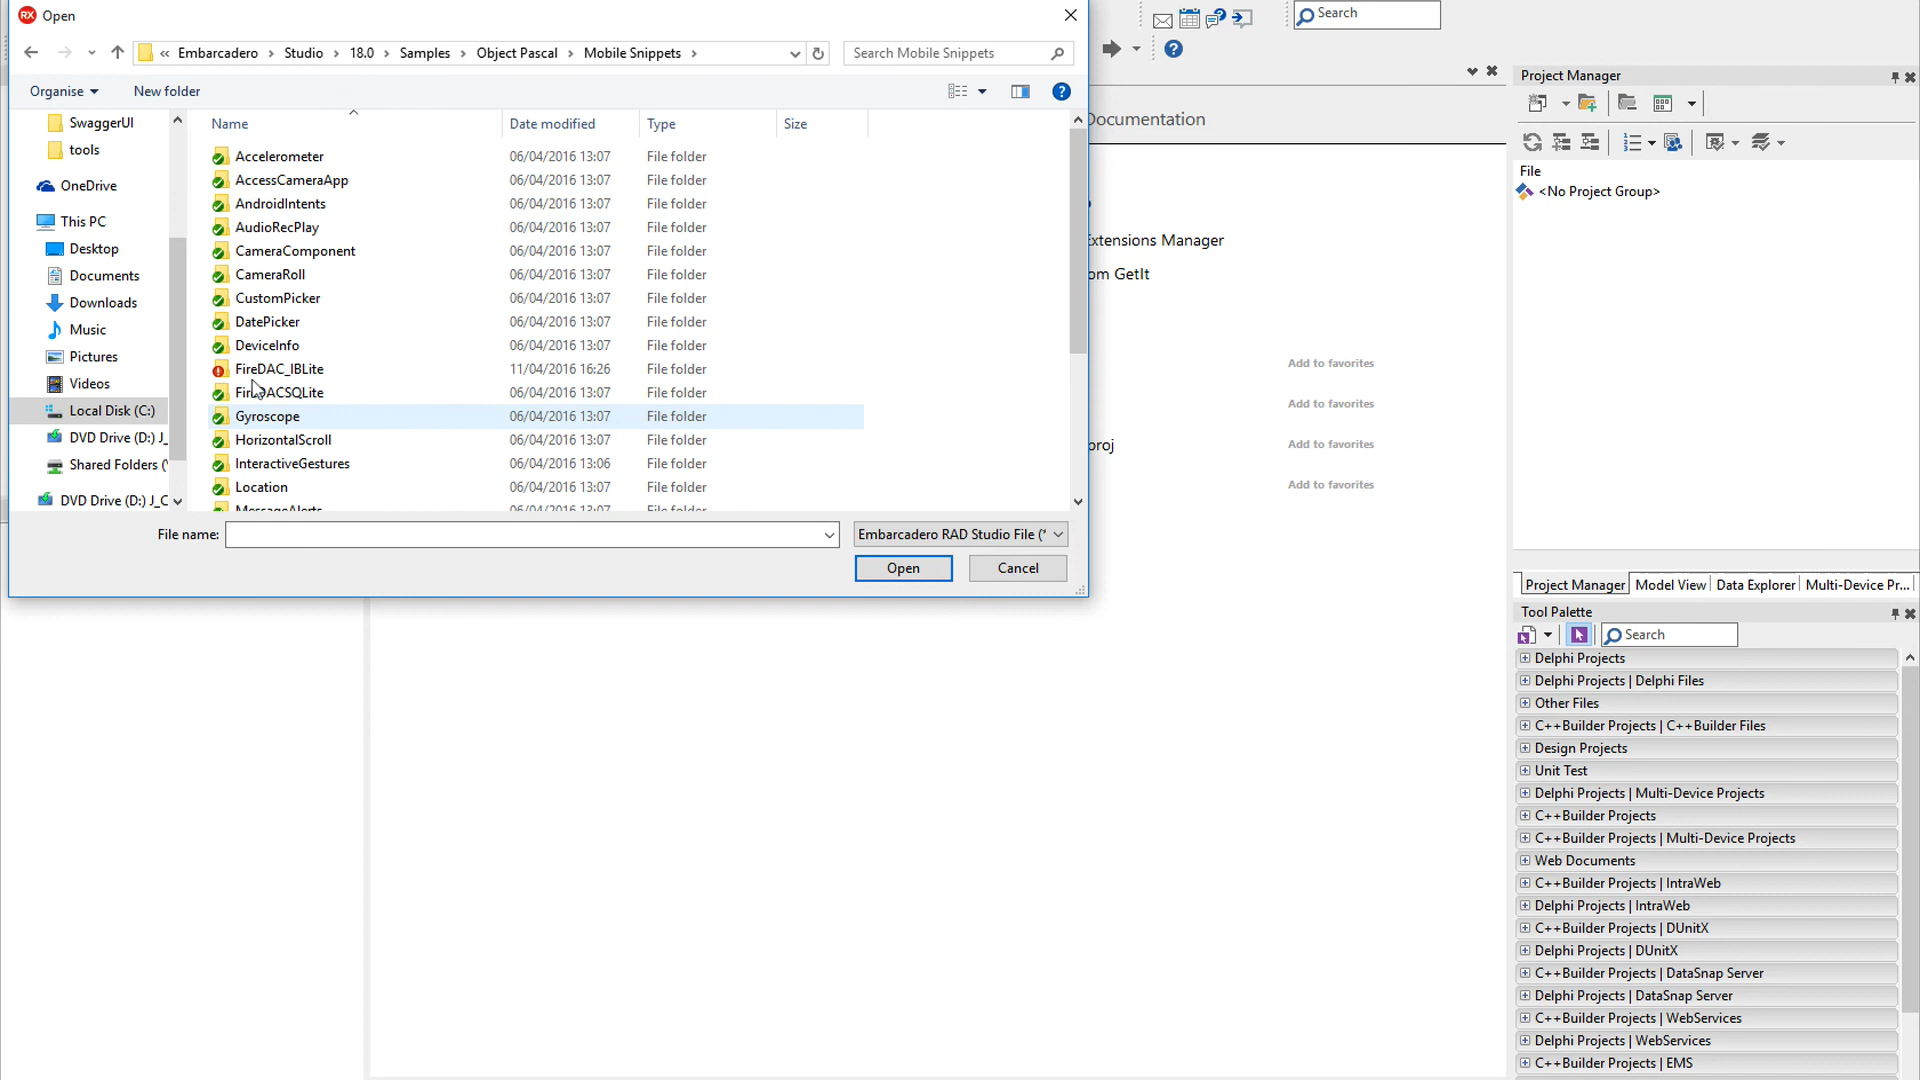 Open
« Embarcadero > Studio > 18.0 > Samples > Object Pascal > Mobile Snippets >
Search Mobile Snippets
Organise
New folder
SwaggerUI
tools
OneDrive
This PC
Desktop
Documents
Downloads
Music
Pictures
Videos
Local Disk (C:)
DVD Drive (D:) J_
Shared Folders (
DVD Drive (D:) J_C
Name Date modified Type Size
Accelerometer 06/04/2016 13:07 File folder
AccessCameraApp 06/04/2016 13:07 File folder
AndroidIntents 06/04/2016 13:07 File folder
AudioRecPlay 06/04/2016 13:07 File folder
CameraComponent 06/04/2016 13:07 File folder
CameraRoll 06/04/2016 13:07 File folder
CustomPicker 06/04/2016 13:07 File folder
DatePicker 06/04/2016 13:07 File folder
DeviceInfo 06/04/2016 13:07 File folder
FireDAC_IBLite 11/04/2016 16:26 File folder
FireDACSQLite 06/04/2016 13:07 File folder
Gyroscope 06/04/2016 13:07 File folder
HorizontalScroll 06/04/2016 13:07 File folder
InteractiveGestures 06/04/2016 13:06 File folder
Location 06/04/2016 13:07 File folder
MessageAlerts 06/04/2016 13:07 File folder
File name:
Embarcadero RAD Studio File (*
Open
Cancel
Search
Documentation
Extensions Manager
om GetIt
Add to favorites
Add to favorites
proj Add to favorites
Add to favorites
Project Manager
File
<No Project Group>
Project Manager
Model View
Data Explorer
Multi-Device Pr...
Tool Palette
Search
Delphi Projects
Delphi Projects | Delphi Files
Other Files
C++Builder Projects | C++Builder Files
Design Projects
Unit Test
Delphi Projects | Multi-Device Projects
C++Builder Projects
C++Builder Projects | Multi-Device Projects
Web Documents
C++Builder Projects | IntraWeb
Delphi Projects | IntraWeb
C++Builder Projects | DUnitX
Delphi Projects | DUnitX
C++Builder Projects | DataSnap Server
Delphi Projects | DataSnap Server
C++Builder Projects | WebServices
Delphi Projects | WebServices
C++Builder Projects | EMS